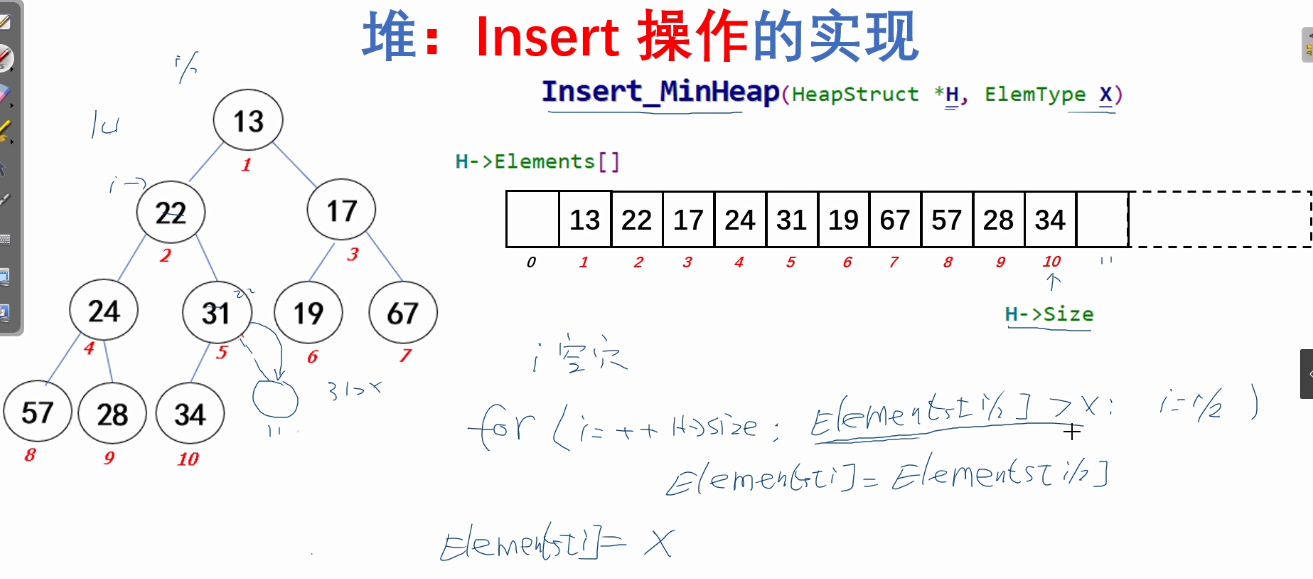 堆：Insert 操作的实现
Insert_MinHeap(HeapStruct *H, ElemType X)
H->Elements[]
13 22 17 24 31 19 67 57 28 34
0 1 2 3 4 5 6 7 8 9 10 11
H->Size
i/2
13
1
i->
22
2
17
3
24
4
31
22
5
19
6
67
7
57
8
28
9
34
10
11
31>x
i 空穴
for (i=++H->size; Elements[i/2] >X; i=i/2 )
Elements[i]=Elements[i/2]
Elements[i]= X